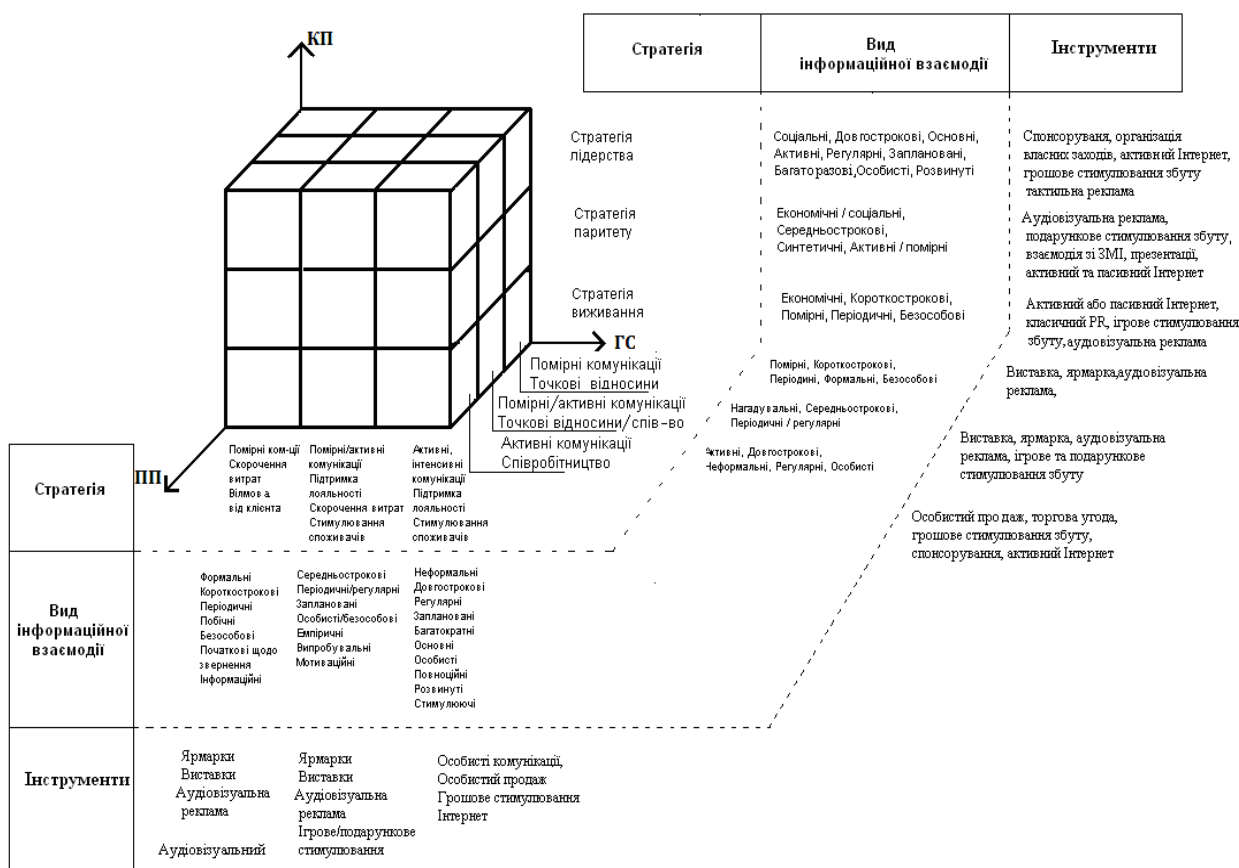 КП
Стратегія
Вид
інформаційної взаємодії
Інструменти
Стратегія
лідерства
Соціальні, Довгострокові, Основні,
Активні, Регулярні, Заплановані,
Багаторазові,Особисті, Розвинуті
Спонсоруваня, організація
власних заходів, активний Інтернет,
грошове стимулювання збуту
тактильна реклама
Стратегія
паритету
Економічні / соціальні,
Середньострокові,
Синтетичні, Активні / помірні
Аудіовізуальна реклама,
подарункове стимулювання збуту,
взаємодія зі ЗМІ, презентації,
активний та пасивний Інтернет
Стратегія
виживання
Економічні, Короткострокові,
Помірні, Періодичні, Безособові
Активний або пасивний Інтернет,
класичний PR, ігрове стимулювання
збуту,аудіовізуальна реклама
ГС
Помірні комунікації
Точкові відносини
Помірні, Короткострокові,
Періодині, Формальні, Безособові
Виставка, ярмарка,аудіовізуальна
реклама,
Помірні/активні комунікації
Точкові відносини/спів-во
Нагадувальні, Середньострокові,
Періодичні / регулярні
Виставка, ярмарка, аудіовізуальна
реклама, ігрове та подарункове
стимулювання збуту
Активні комунікації
Співробітництво
Активні, Довгострокові,
Неформальні, Регулярні, Особисті
Особистий продаж, торгова угода,
грошове стимулювання збуту,
спонсорування, активний Інтернет
ПП
Стратегія
Помірні ком-ції
Скорочення
витрат
Вілмова
від клієнта
Помірні/активні
комунікації
Підтримка
лояльності
Скорочення витрат
Стимулювання
споживачів
Активні,
інтенсивні
комунікації
Підтримка
лояльності
Стимулювання
споживачів
Вид
інформаційної
взаємодії
Формальні
Короткострокові
Періодичні
Побічні
Безособові
Початкові щодо
звернення
Інформаційні
Середньострокові
Періодичні/регулярні
Заплановані
Особисті/безособові
Емпіричні
Випробувальні
Мотиваційні
Неформальні
Довгострокові
Регулярні
Заплановані
Багатократні
Основні
Особисті
Повноційні
Розвинуті
Стимулюючі
Інструменти
Ярмарки
Виставки
Аудіовізуальна
реклама
Аудіовізуальний
Ярмарки
Виставки
Аудіовізуальна
реклама
Ігрове/подарункове
стимулювання
Особисті комунікації,
Особистий продаж
Грошове стимулювання
Інтернет